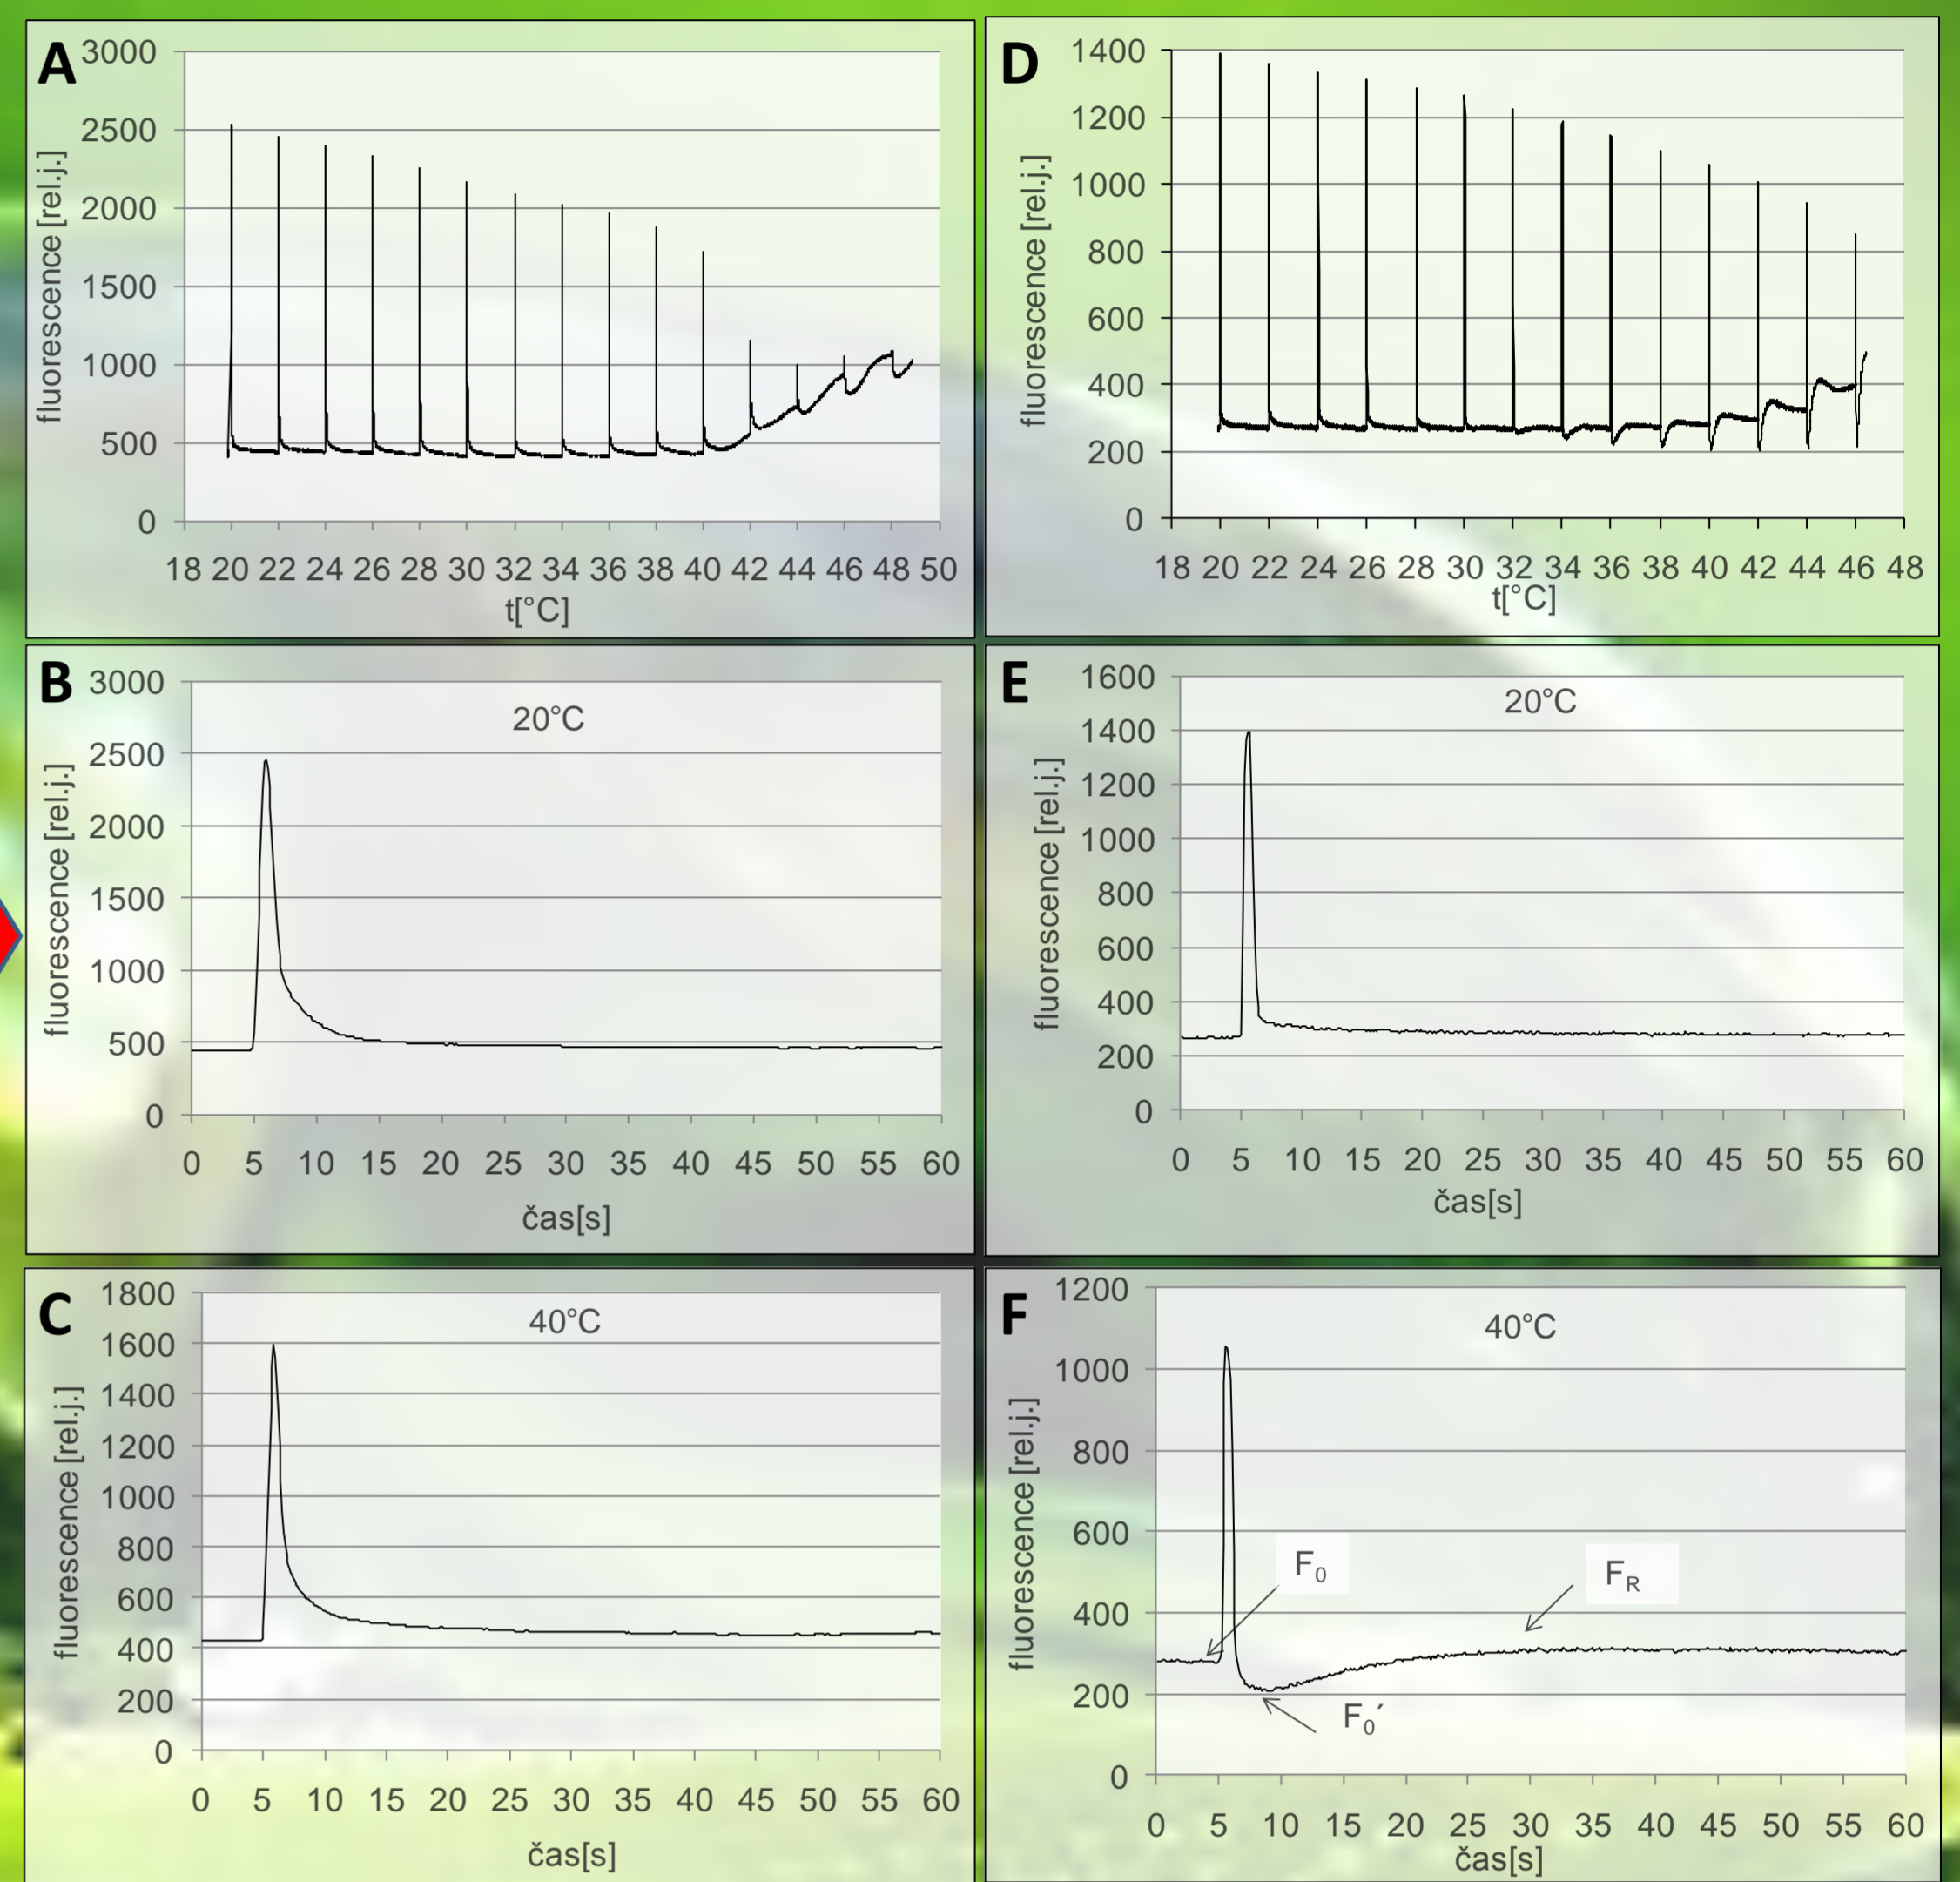 A
3000
2500
2000
1500
1000
500
0
fluorescence [rel.j.]
18 20 22 24 26 28 30 32 34 36 38 40 42 44 46 48 50
t[°C]
D
1400
1200
1000
800
600
400
200
0
fluorescence [rel.j.]
18 20 22 24 26 28 30 32 34 36 38 40 42 44 46 48
t[°C]
B
3000
2500
2000
1500
1000
500
0
fluorescence [rel.j.]
20°C
0 5 10 15 20 25 30 35 40 45 50 55 60
čas[s]
E
1600
1400
1200
1000
800
600
400
200
0
fluorescence [rel.j.]
20°C
0 5 10 15 20 25 30 35 40 45 50 55 60
čas[s]
C
1800
1600
1400
1200
1000
800
600
400
200
0
fluorescence [rel.j.]
40°C
0 5 10 15 20 25 30 35 40 45 50 55 60
čas[s]
F
1200
1000
800
600
400
200
0
fluorescence [rel.j.]
40°C
F₀
F_R
F₀´
0 5 10 15 20 25 30 35 40 45 50 55 60
čas[s]